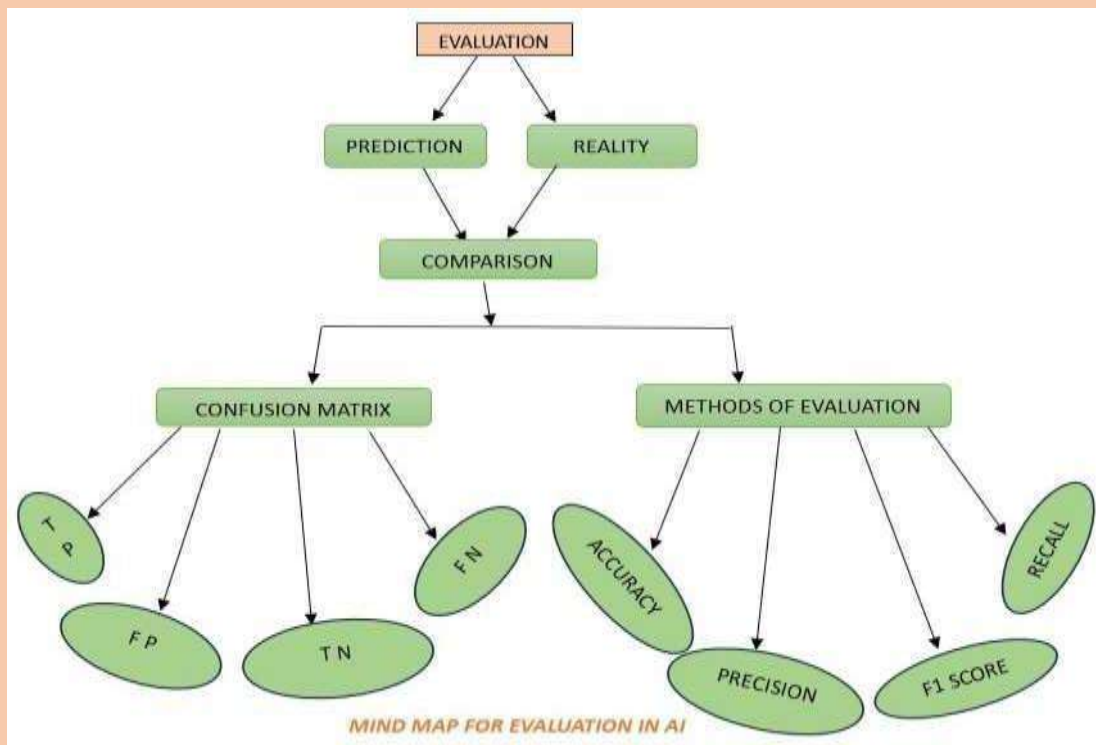 EVALUATION
PREDICTION
REALITY
COMPARISON
CONFUSION MATRIX
METHODS OF EVALUATION
T P
F P
T N
F N
ACCURACY
PRECISION
F1 SCORE
RECALL
MIND MAP FOR EVALUATION IN AI